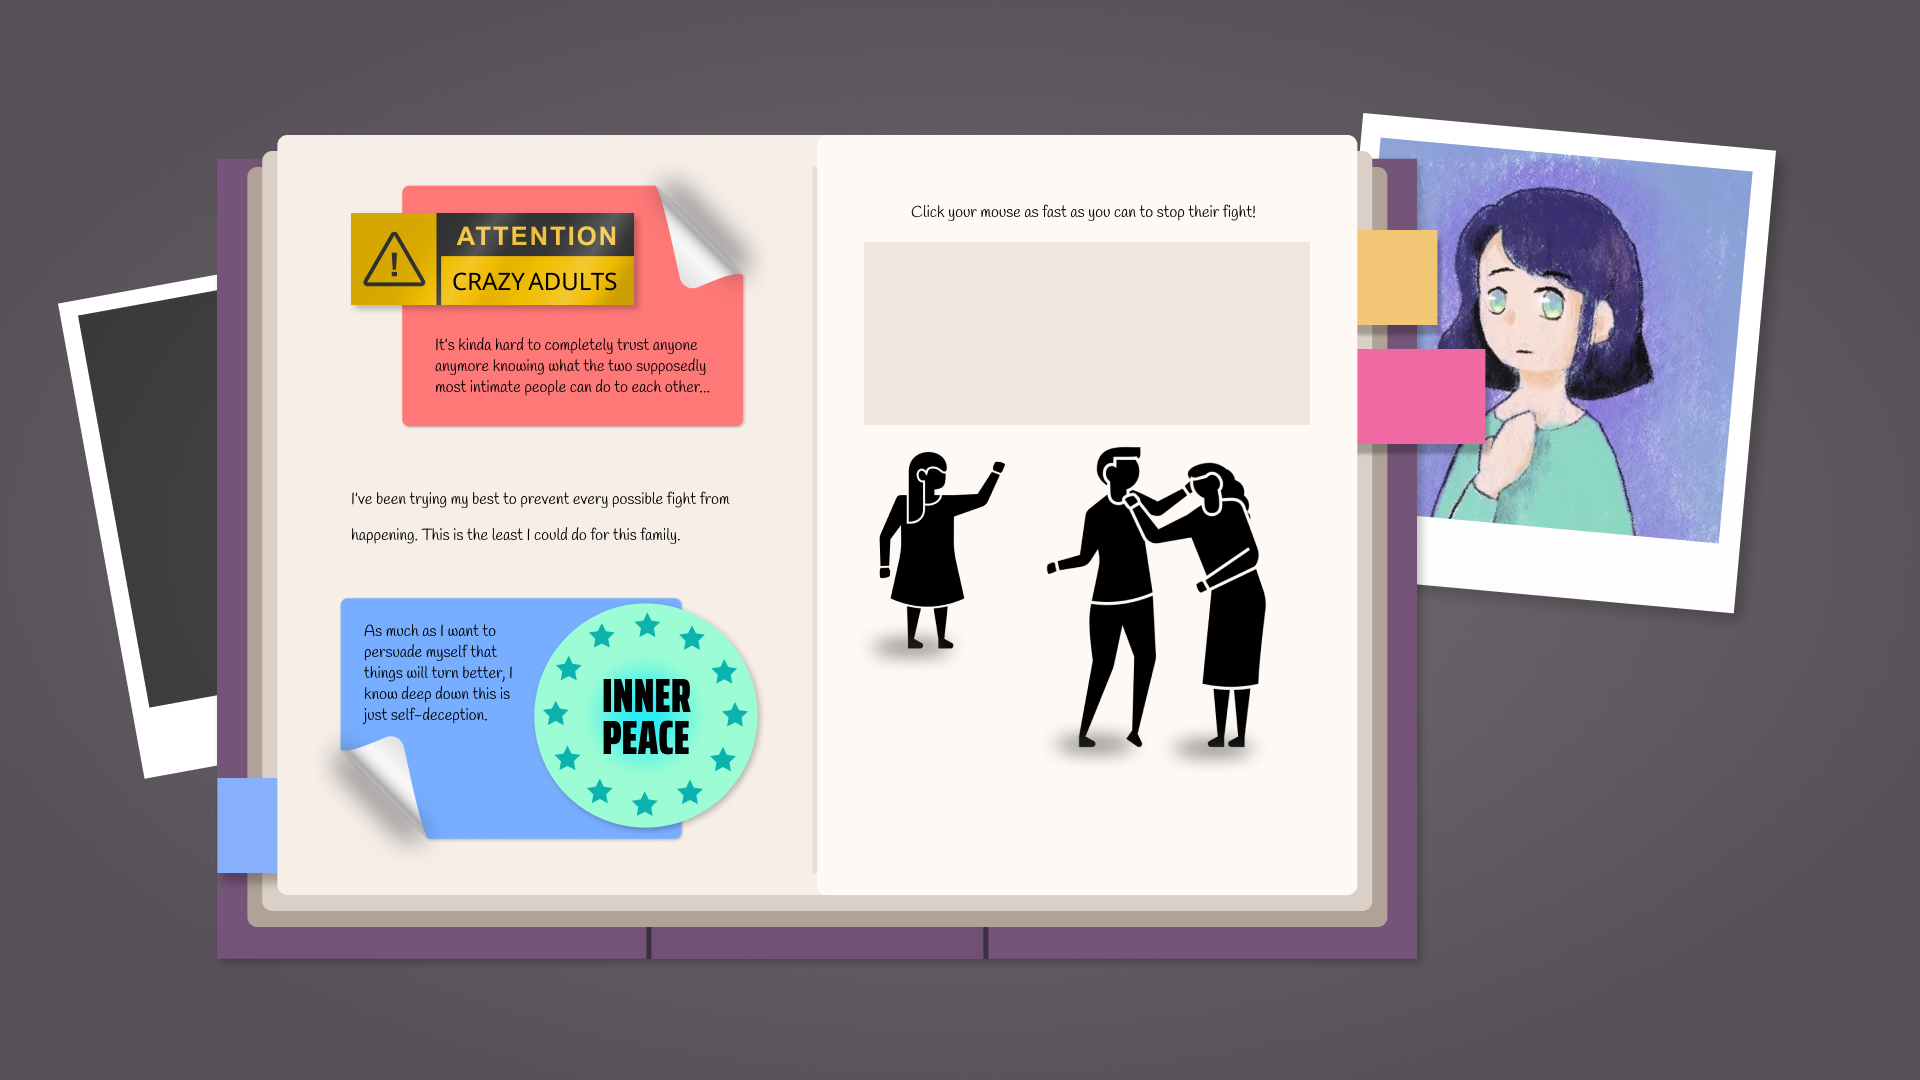 ATTENTION
CRAZY ADULTS
It's kinda hard to completely trust anyone
anymore knowing what the two supposedly
most intimate people can do to each other...
I've been trying my best to prevent every possible fight from
happening. This is the least I could do for this family.
As much as I want to
persuade myself that
things will turn better, I
know deep down this is
just self-deception.
INNER
PEACE
Click your mouse as fast as you can to stop their fight!